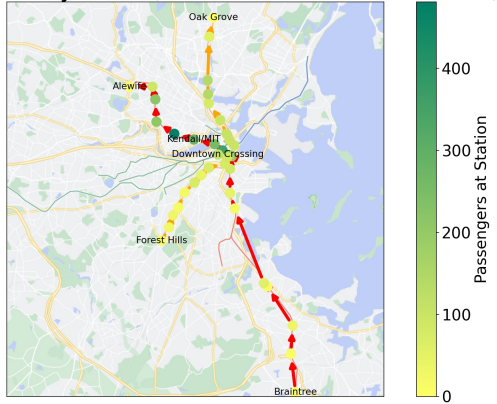 Oak Grove
Alewife
Kendall/MIT
Downtown Crossing
Forest Hills
Braintree
400
300
200
100
0
Passengers at Station